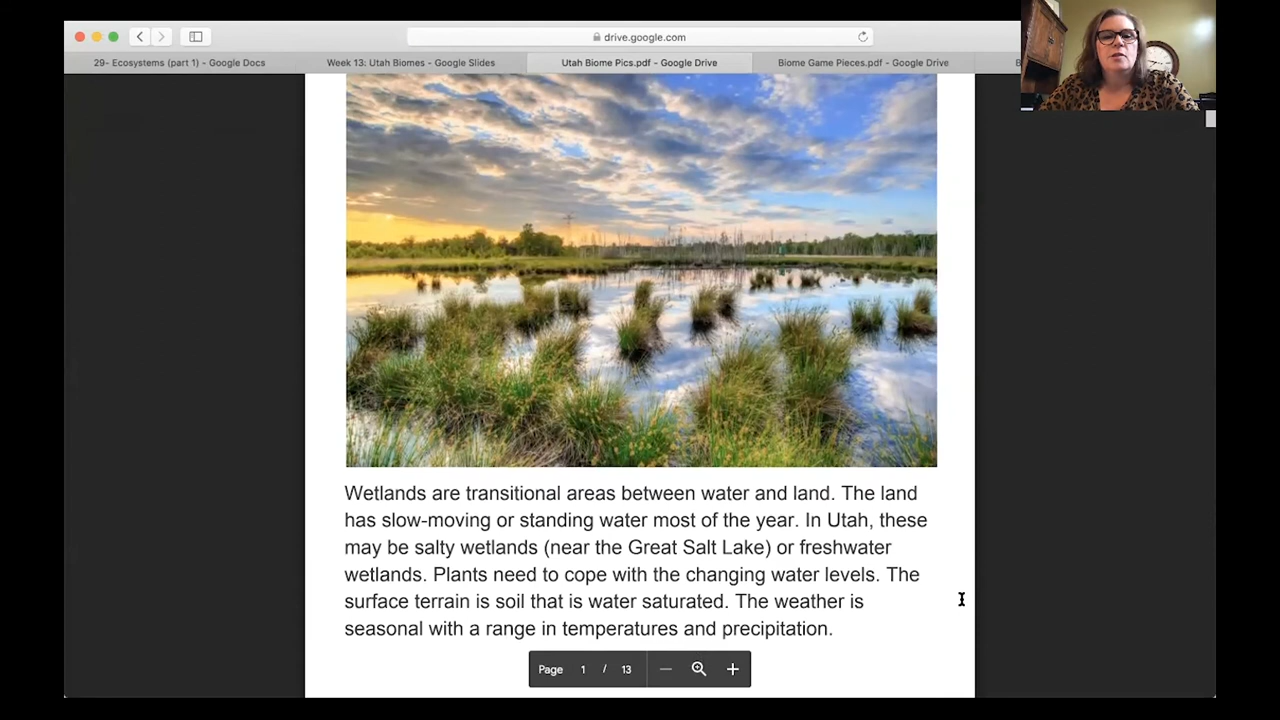 drive.google.com
29- Ecosystems (part 1) - Google Docs
Week 13: Utah Biomes - Google Slides
Utah Biome Pics.pdf - Google Drive
Biome Game Pieces.pdf - Google Drive
Wetlands are transitional areas between water and land. The land
has slow-moving or standing water most of the year. In Utah, these
may be salty wetlands (near the Great Salt Lake) or freshwater
wetlands. Plants need to cope with the changing water levels. The
surface terrain is soil that is water saturated. The weather is
seasonal with a range in temperatures and precipitation.
Page 1 / 13